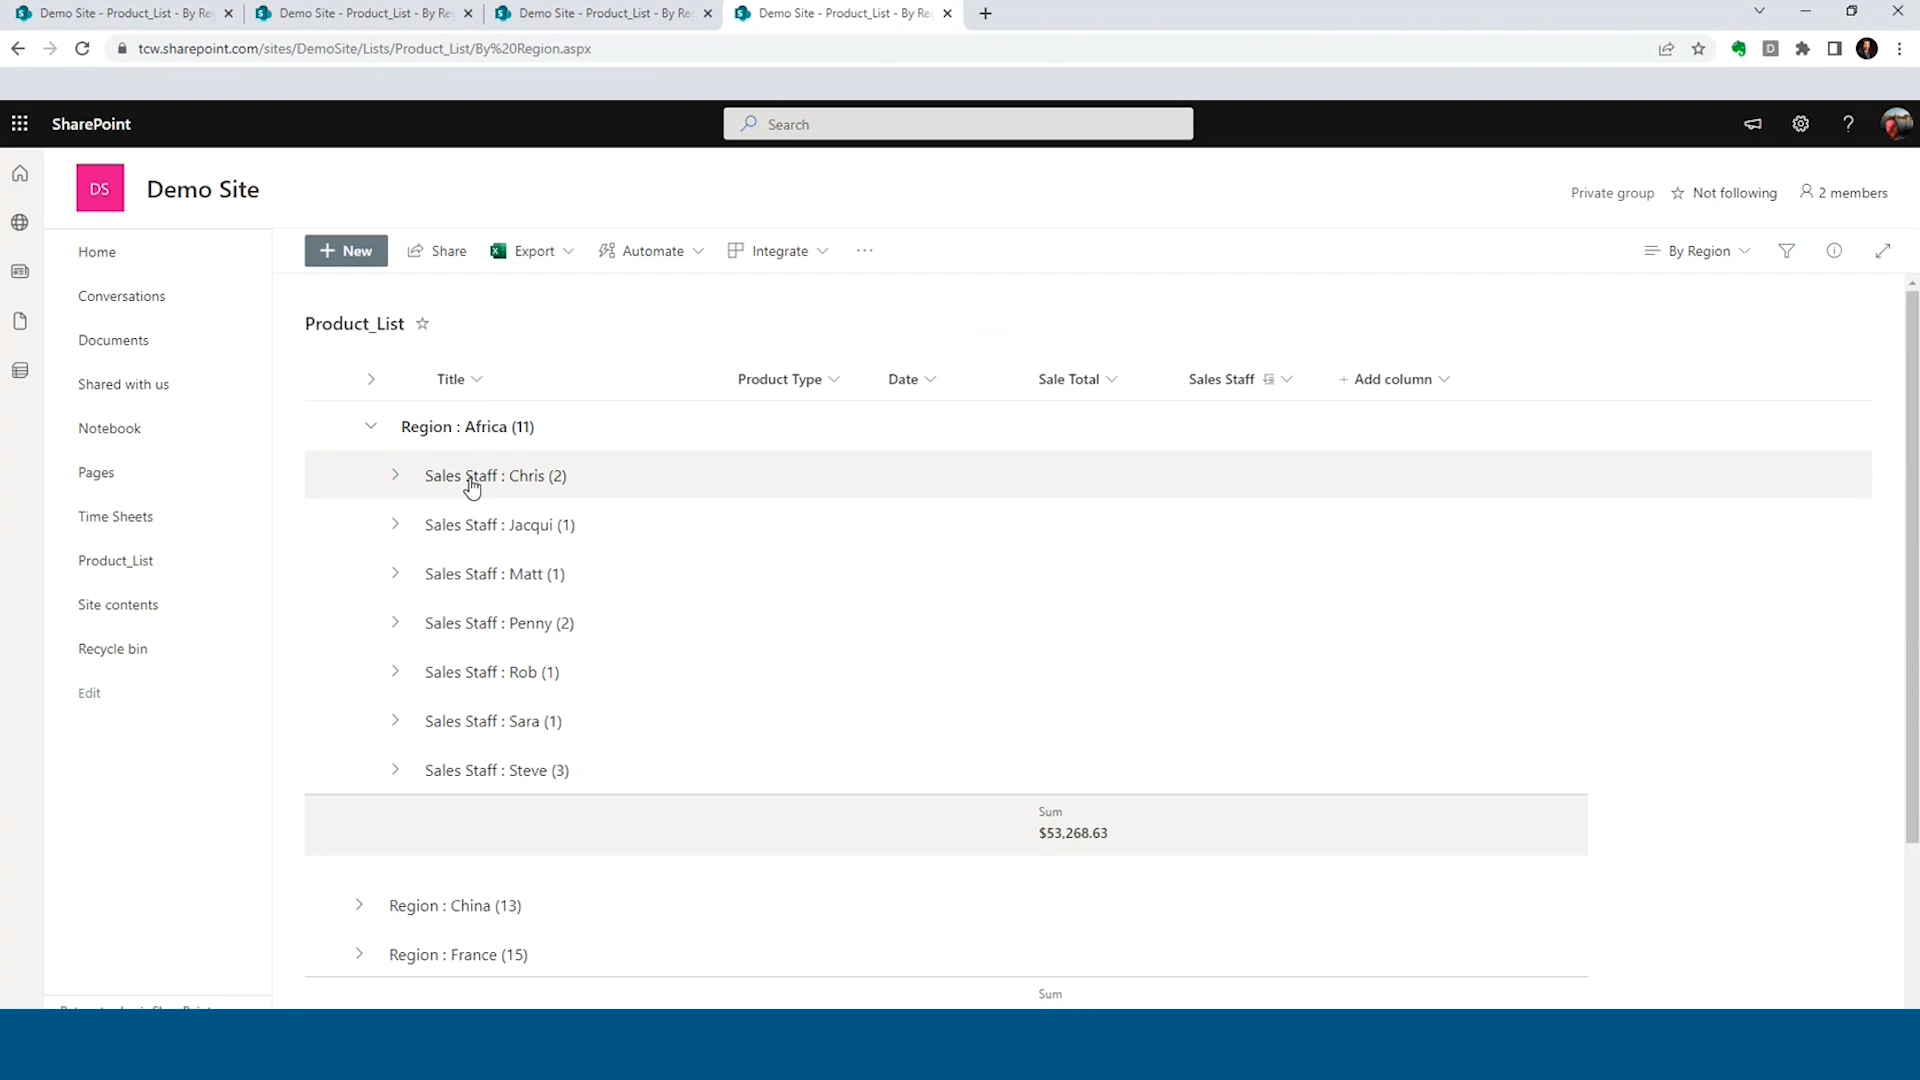 Demo Site - Product_List - By Re
Demo Site - Product_List - By Re
Demo Site - Product_List - By Re
Demo Site - Product_List - By Re
tcw.sharepoint.com/sites/DemoSite/Lists/Product_List/By%20Region.aspx
D
SharePoint
Search
?
DS
Demo Site
Private group
Not following
2 members
Home
Conversations
Documents
Shared with us
Notebook
Pages
Time Sheets
Product_List
Site contents
Recycle bin
Edit
+ New
Share
Export
Automate
Integrate
...
By Region
Product_List
Title
Product Type
Date
Sale Total
Sales Staff
+ Add column
Region : Africa (11)
Sales Staff : Chris (2)
Sales Staff : Jacqui (1)
Sales Staff : Matt (1)
Sales Staff : Penny (2)
Sales Staff : Rob (1)
Sales Staff : Sara (1)
Sales Staff : Steve (3)
Sum
$53,268.63
Region : China (13)
Region : France (15)
Sum